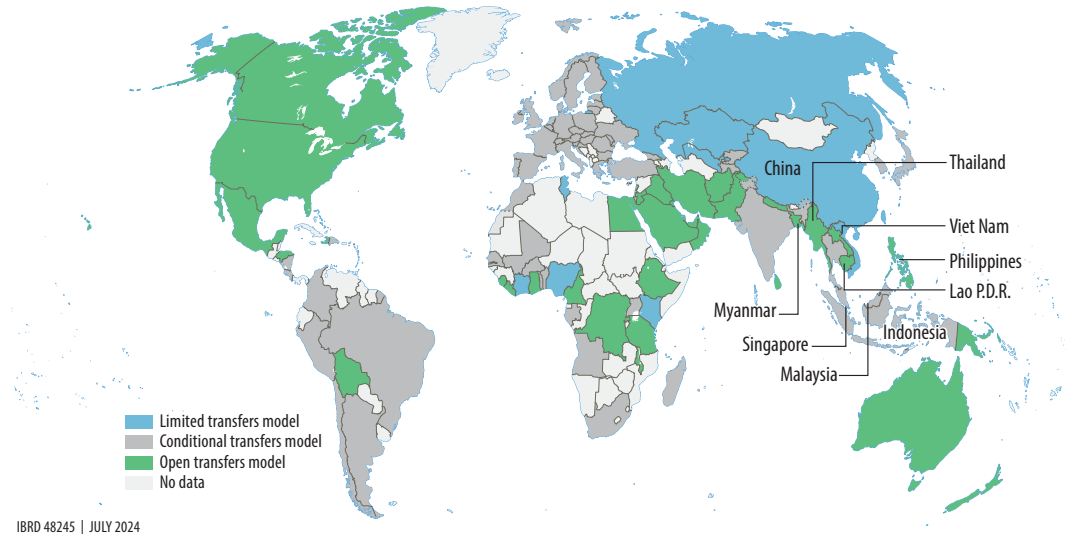 China
Thailand
Viet Nam
Philippines
Lao P.D.R.
Myanmar
Indonesia
Singapore
Malaysia
Limited transfers model
Conditional transfers model
Open transfers model
No data
IBRD 48245 | JULY 2024